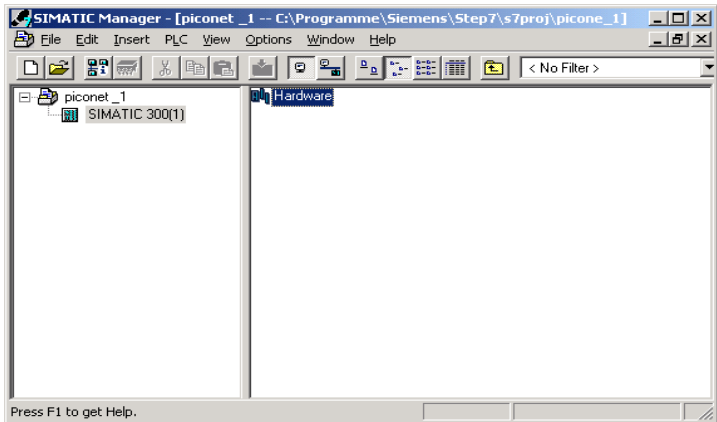 SIMATIC Manager - [piconet _1 -- C:\Programme\Siemens\Step7\s7proj\picone_1]
File Edit Insert PLC View Options Window Help
< No Filter >
piconet _1
SIMATIC 300(1)
Hardware
Press F1 to get Help.